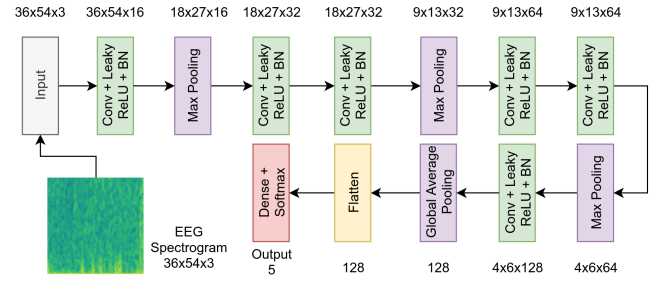 36x54x3
36x54x16
18x27x16
18x27x32
18x27x32
9x13x32
9x13x64
9x13x64
Input
Conv + Leaky
ReLU + BN
Max Pooling
Conv + Leaky
ReLU + BN
Conv + Leaky
ReLU + BN
Max Pooling
Conv + Leaky
ReLU + BN
Conv + Leaky
ReLU + BN
Max Pooling
Conv + Leaky
ReLU + BN
Global Average
Pooling
Flatten
Dense +
Softmax
EEG
Spectrogram
36x54x3
Output
5
128
128
4x6x128
4x6x64